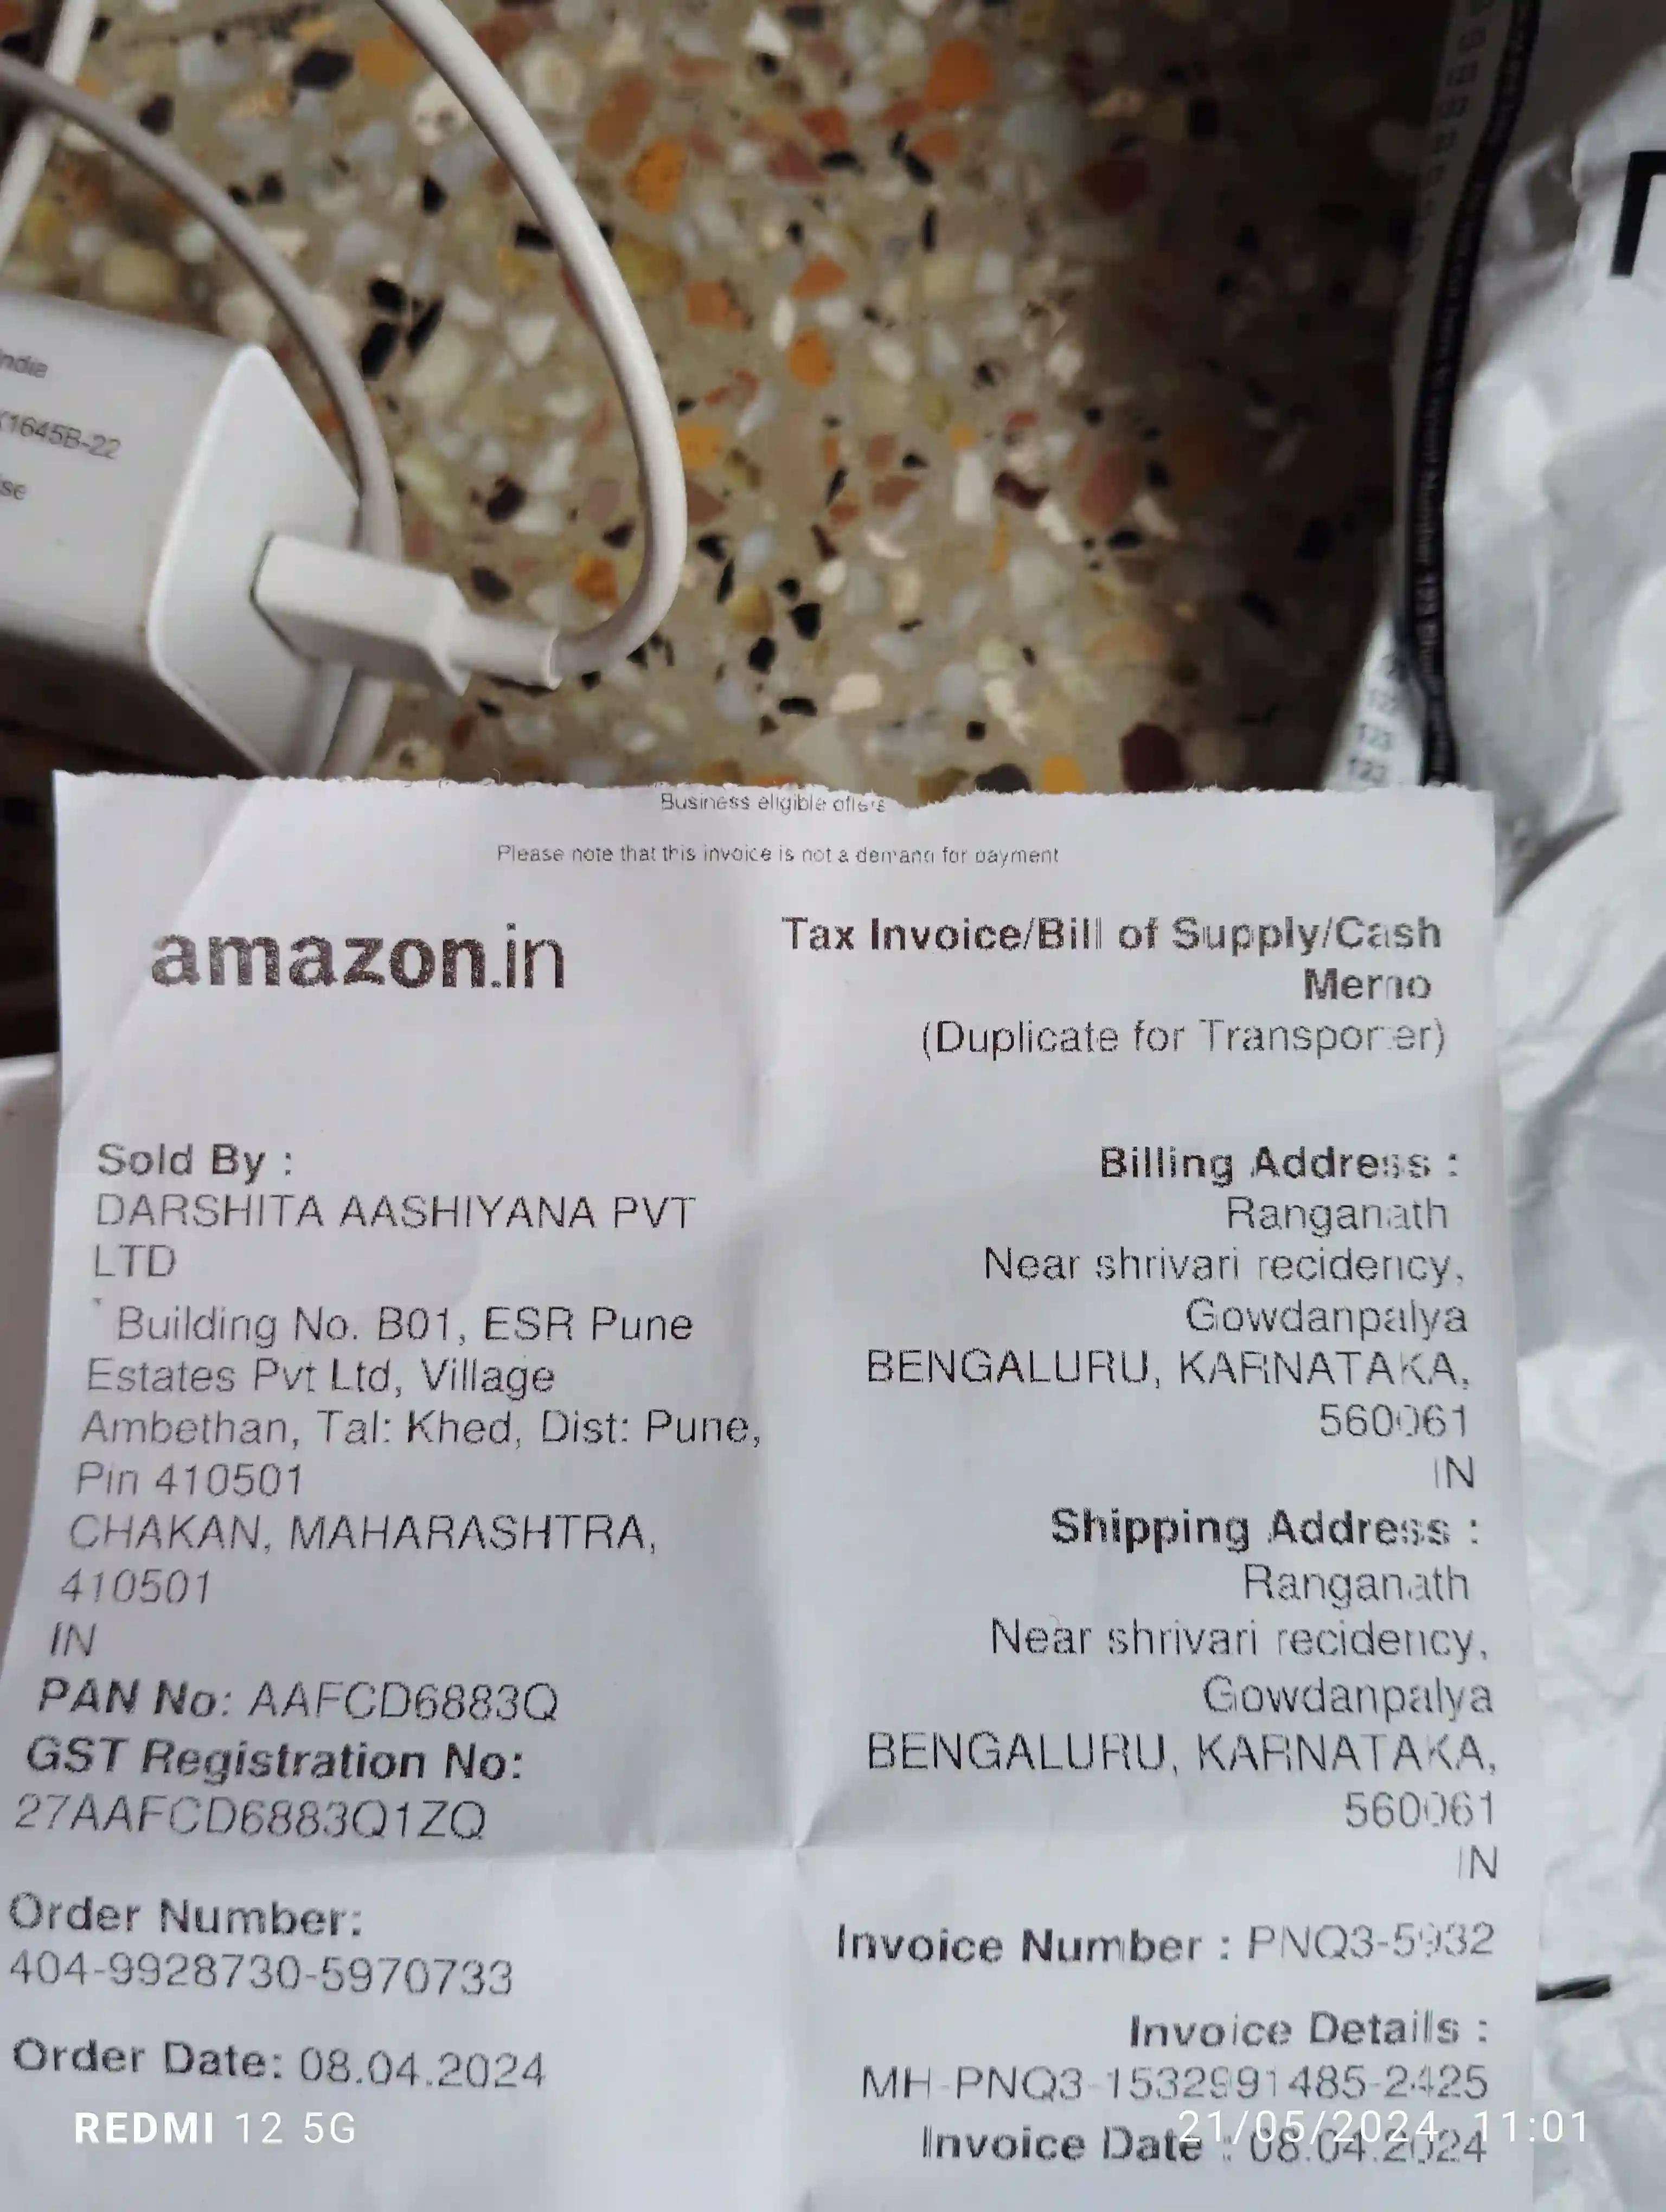 India
1645B-22
Business eligible offers
Please note that this invoice is not a demand for payment
amazon.in
Tax Invoice/Bill of Supply/Cash
Memo
(Duplicate for Transporter)
Sold By :
DARSHITA AASHIYANA PVT
LTD
Building No. B01, ESR Pune
Estates Pvt Ltd, Village
Ambethan, Tal: Khed, Dist: Pune,
Pin 410501
CHAKAN, MAHARASHTRA,
410501
IN
PAN No: AAFCD6883Q
GST Registration No:
27AAFCD6883Q1ZQ
Order Number:
404-9928730-5970733
Order Date: 08.04.2024
Billing Address :
Ranganath
Near shrivari recidency,
Gowdanpalya
BENGALURU, KARNATAKA,
560061
IN
Shipping Address :
Ranganath
Near shrivari recidency,
Gowdanpalya
BENGALURU, KARNATAKA,
560061
IN
Invoice Number : PNQ3-5932
Invoice Details :
MH-PNQ3-1532991485-2425
Invoice Date : 08.04.2024
REDMI 12 5G
21/05/2024 11:01